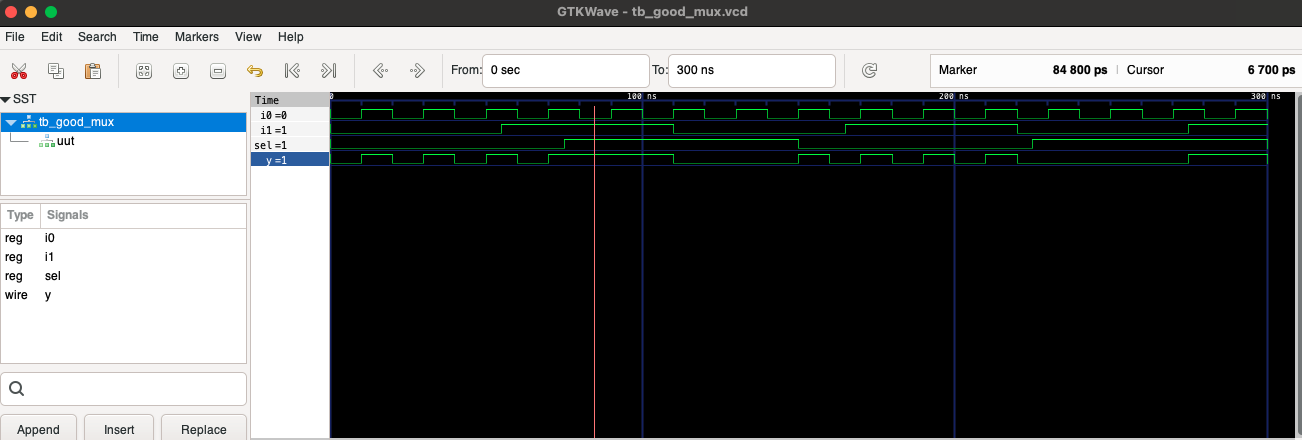 GTKWave - tb_good_mux.vcd
File Edit Search Time Markers View Help
From: 0 sec To: 300 ns Marker 84 800 ps | Cursor 6 700 ps
SST
tb_good_mux
uut
Type Signals
reg i0
reg i1
reg sel
wire y
Append Insert Replace
Time
i0 =0
i1 =1
sel =1
y =1
0 100 ns 200 ns 300 ns